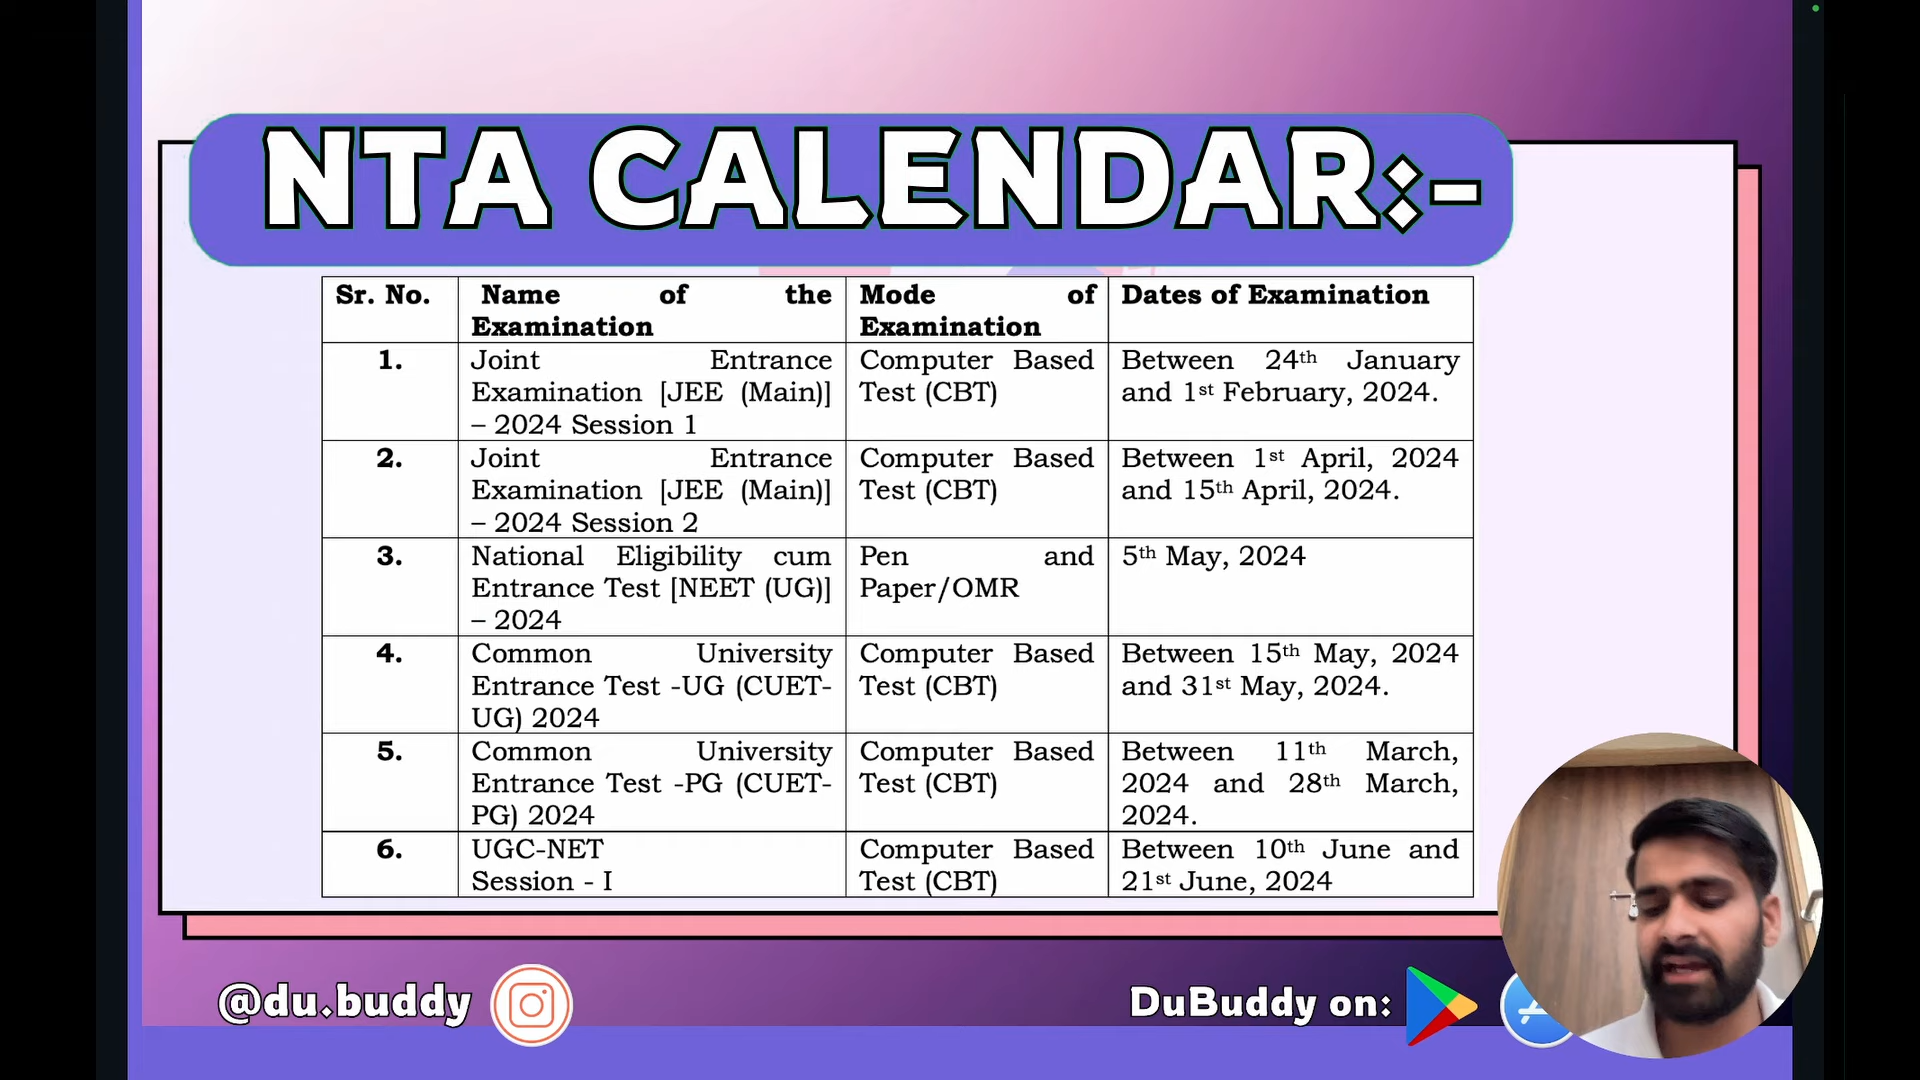 NTA CALENDAR:-
Sr. No. Name of the Examination Mode of Examination Dates of Examination
1. Joint Entrance Examination [JEE (Main)] – 2024 Session 1 Computer Based Test (CBT) Between 24th January and 1st February, 2024.
2. Joint Entrance Examination [JEE (Main)] – 2024 Session 2 Computer Based Test (CBT) Between 1st April, 2024 and 15th April, 2024.
3. National Eligibility cum Entrance Test [NEET (UG)] – 2024 Pen and Paper/OMR 5th May, 2024
4. Common University Entrance Test -UG (CUET-UG) 2024 Computer Based Test (CBT) Between 15th May, 2024 and 31st May, 2024.
5. Common University Entrance Test -PG (CUET-PG) 2024 Computer Based Test (CBT) Between 11th March, 2024 and 28th March, 2024.
6. UGC-NET Session - I Computer Based Test (CBT) Between 10th June and 21st June, 2024
@du.buddy
DuBuddy on: